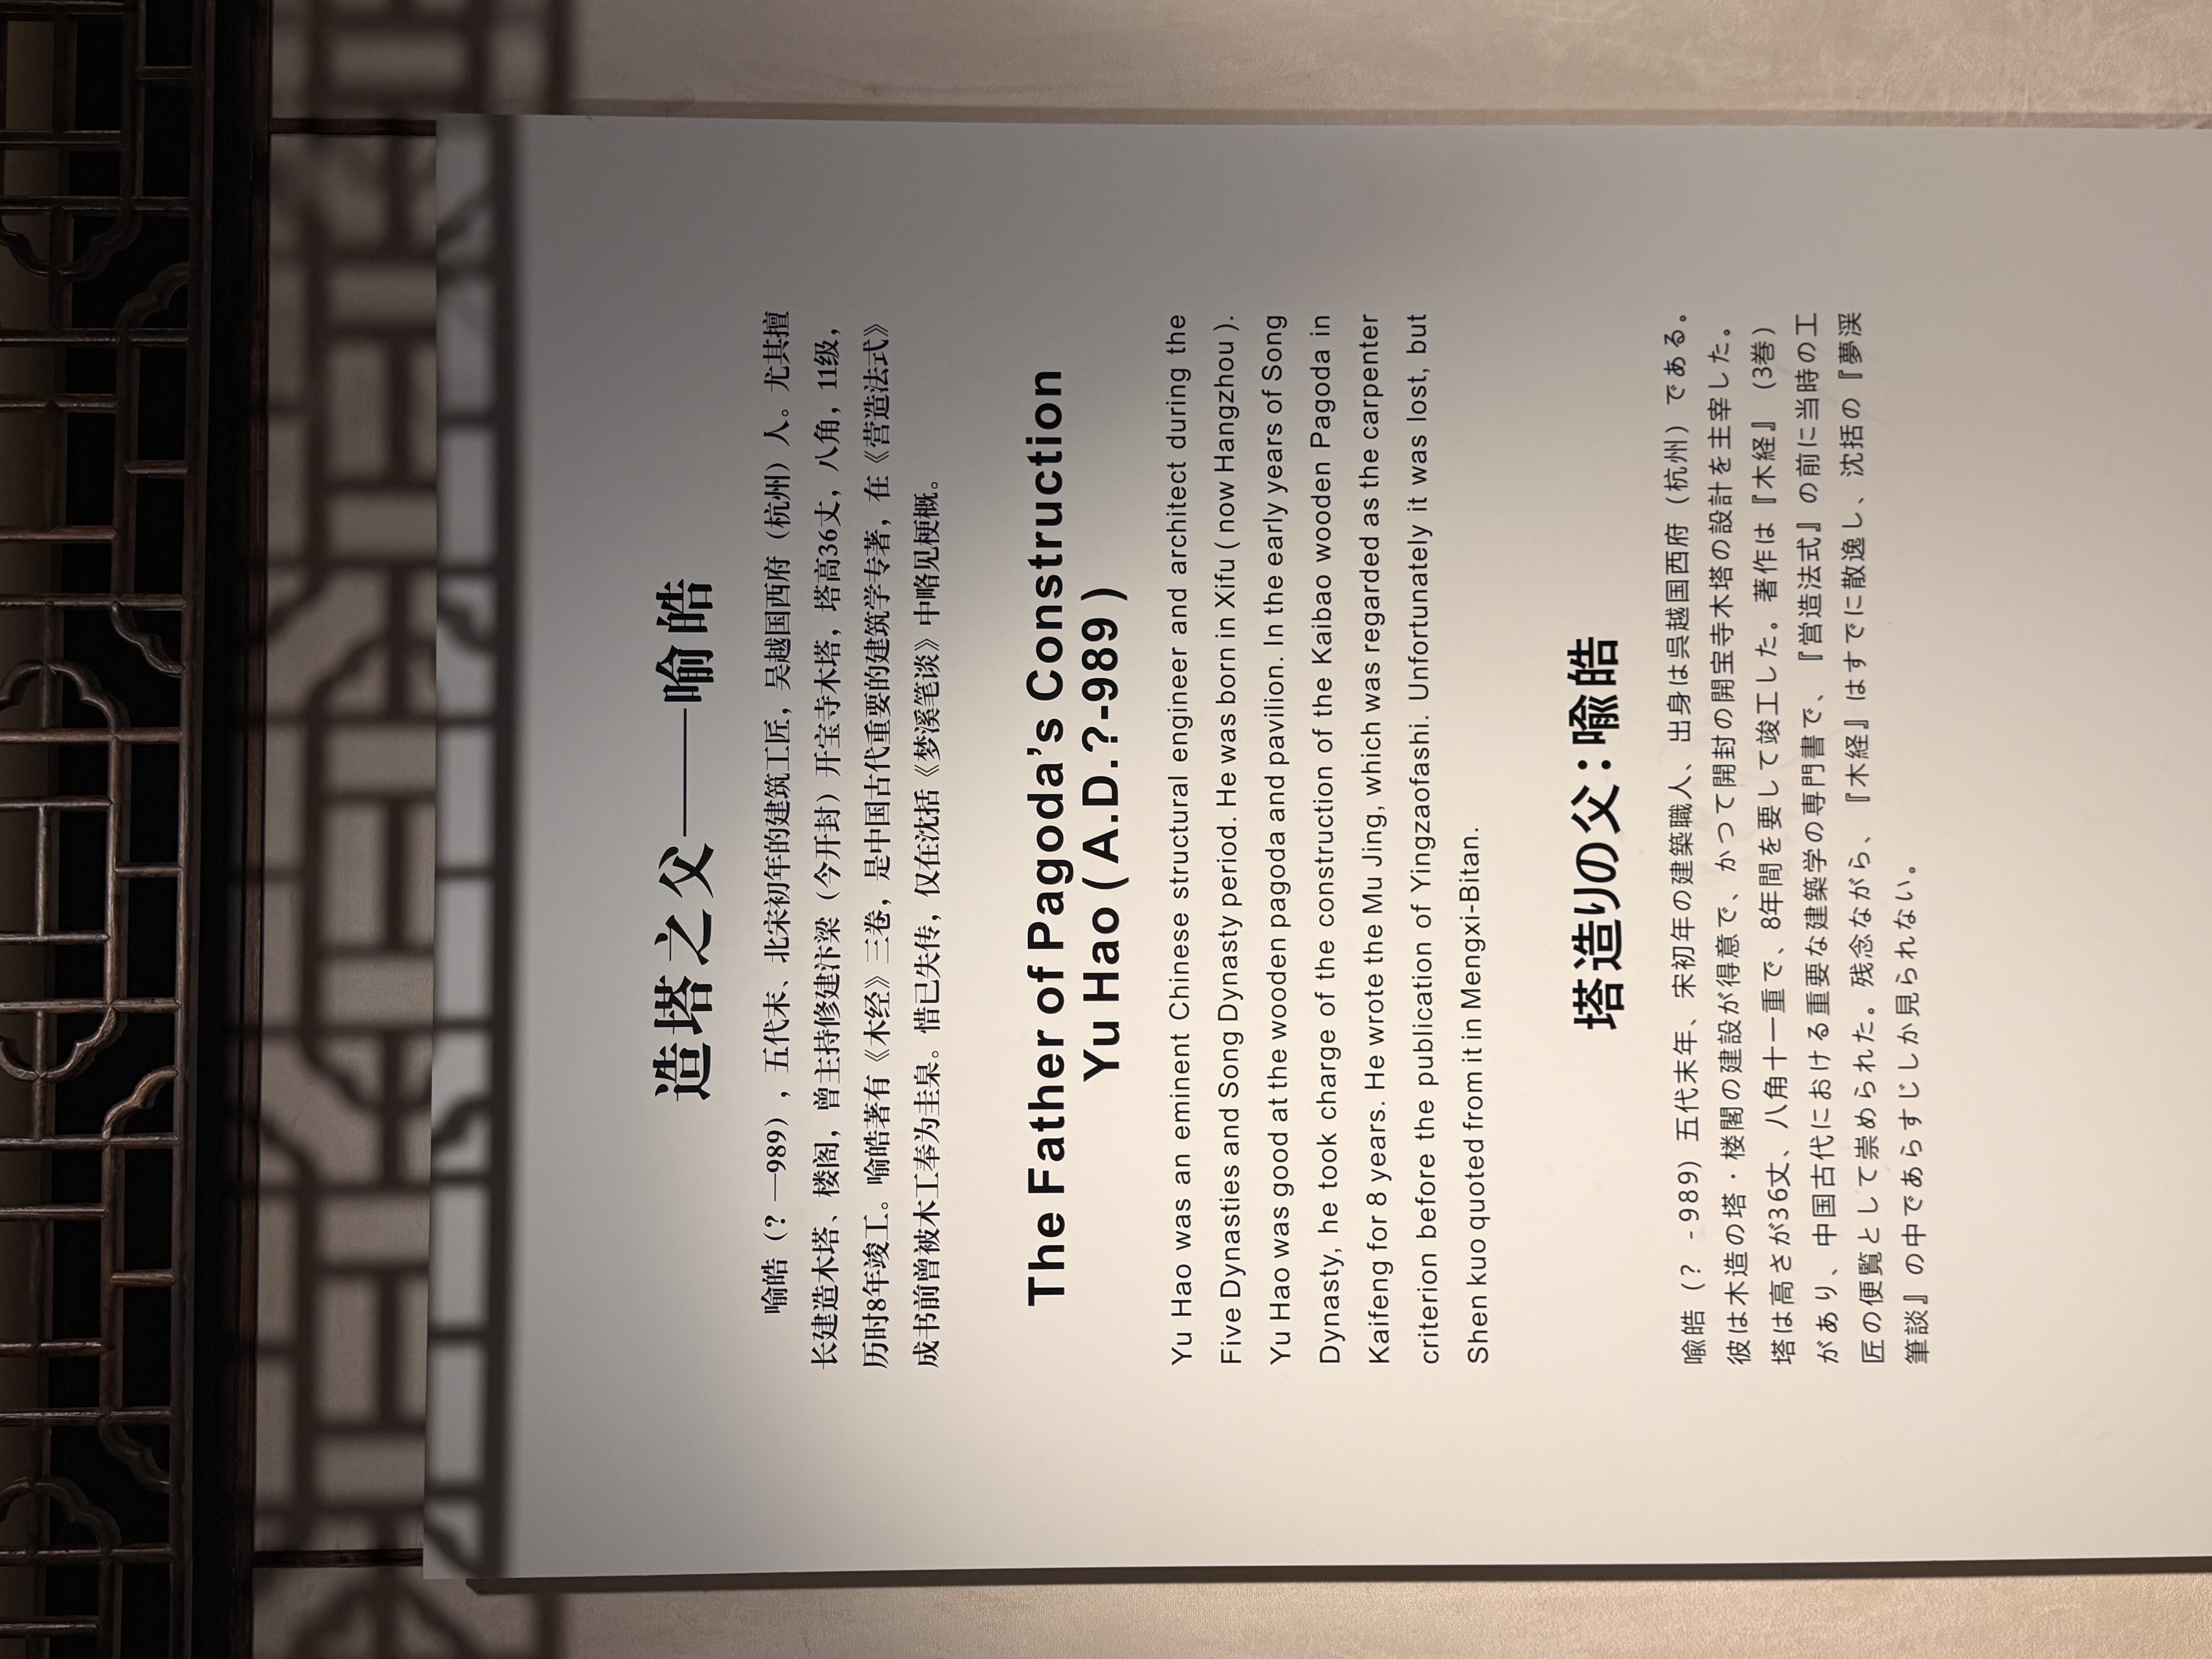 造塔之父——喻皓
喻皓（？—989），五代末、北宋初年的建筑工匠，吴越国西府（杭州）人。尤其擅
长建造木塔、楼阁，曾主持修建汴梁（今开封）开宝寺木塔，塔高36丈，八角，11级，
历时8年竣工。喻皓著有《木经》三卷，是中国古代重要的建筑学专著，在《营造法式》
成书前曾被木工奉为圭臬。惜已失传，仅在沈括《梦溪笔谈》中略见梗概。
The Father of Pagoda’s Construction
Yu Hao ( A.D.?-989 )
Yu Hao was an eminent Chinese structural engineer and architect during the
Five Dynasties and Song Dynasty period. He was born in Xifu ( now Hangzhou ).
Yu Hao was good at the wooden pagoda and pavilion. In the early years of Song
Dynasty, he took charge of the construction of the Kaibao wooden Pagoda in
Kaifeng for 8 years. He wrote the Mu Jing, which was regarded as the carpenter
criterion before the publication of Yingzaofashi. Unfortunately it was lost, but
Shen kuo quoted from it in Mengxi-Bitan.
塔造りの父：喩皓
喩皓（？-989）五代末年、宋初年の建築職人、出身は呉越国西府（杭州）である。
彼は木造の塔・楼閣の建設が得意で、かつて開封の開宝寺木塔の設計を主宰した。
塔は高さが36丈、八角十一重で、8年間を要して竣工した。著作は『木経』（3巻）
があり、中国古代における重要な建築学の専門書で、『営造法式』の前に当時の工
匠の便覧として崇められた。残念ながら、『木経』はすでに散逸し、沈括の『夢渓
筆談』の中であらすじしか見られない。